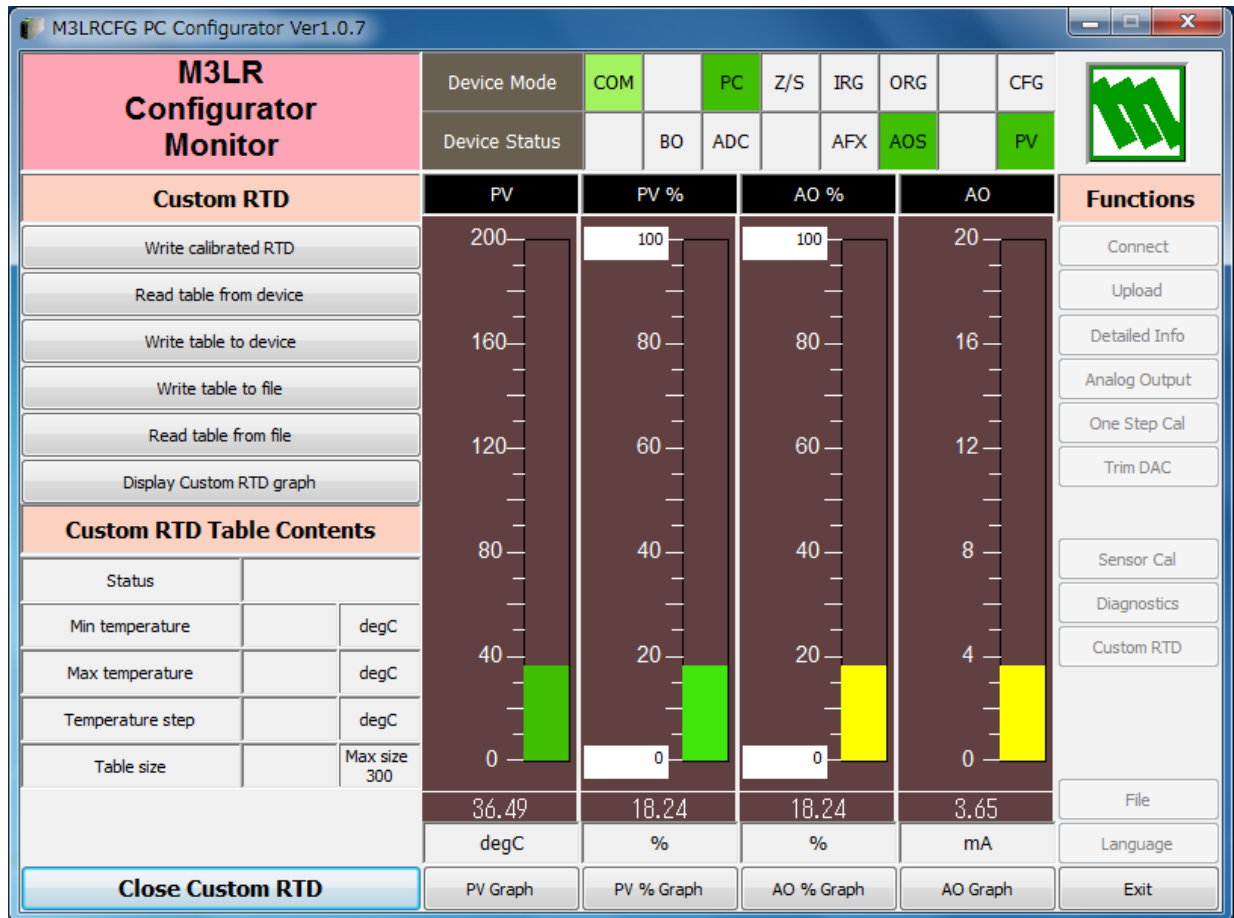 M3LRCFG PC Configurator Ver1.0.7
M3LR
Configurator
Monitor
Device Mode
COM
PC
Z/S
IRG
ORG
CFG
Device Status
BO
ADC
AFX
AOS
PV
Custom RTD
Write calibrated RTD
Read table from device
Write table to device
Write table to file
Read table from file
Display Custom RTD graph
Custom RTD Table Contents
Status
Min temperature
degC
Max temperature
degC
Temperature step
degC
Table size
Max size
300
Close Custom RTD
PV
200
160
120
80
40
0
36.49
degC
PV Graph
PV %
100
80
60
40
20
0
18.24
%
PV % Graph
AO %
100
80
60
40
20
0
18.24
%
AO % Graph
AO
20
16
12
8
4
0
3.65
mA
AO Graph
Functions
Connect
Upload
Detailed Info
Analog Output
One Step Cal
Trim DAC
Sensor Cal
Diagnostics
Custom RTD
File
Language
Exit